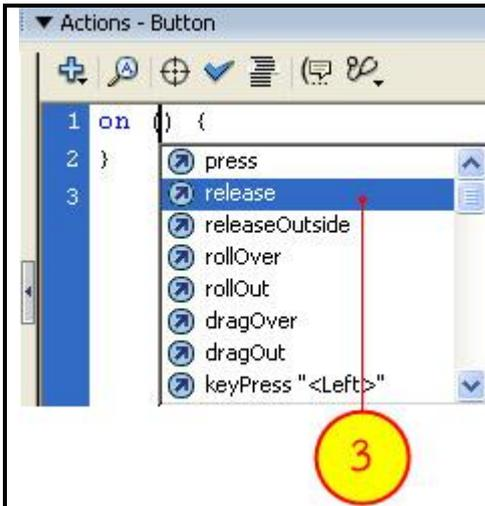 Actions - Button
1 on () {
2 }
3
press
release
releaseOutside
rollOver
rollOut
dragOver
dragOut
keyPress "<Left>"
3